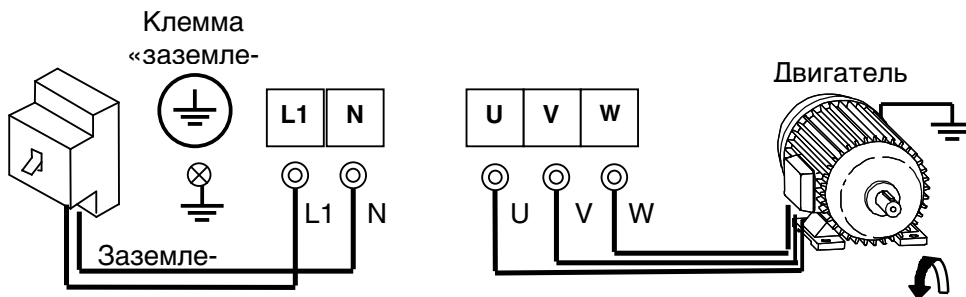 Клемма
«заземле-
Двигатель
L1 N U V W
L1 N U V W
Заземле-